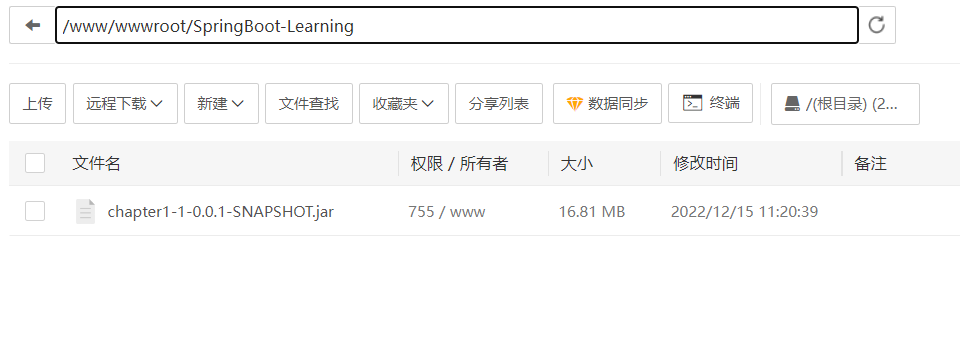 /www/wwwroot/SpringBoot-Learning
上传 远程下载 新建 文件查找 收藏夹 分享列表 数据同步 终端 /(根目录) (2...
文件名 权限 / 所有者 大小 修改时间 备注
chapter1-1-0.0.1-SNAPSHOT.jar 755 / www 16.81 MB 2022/12/15 11:20:39